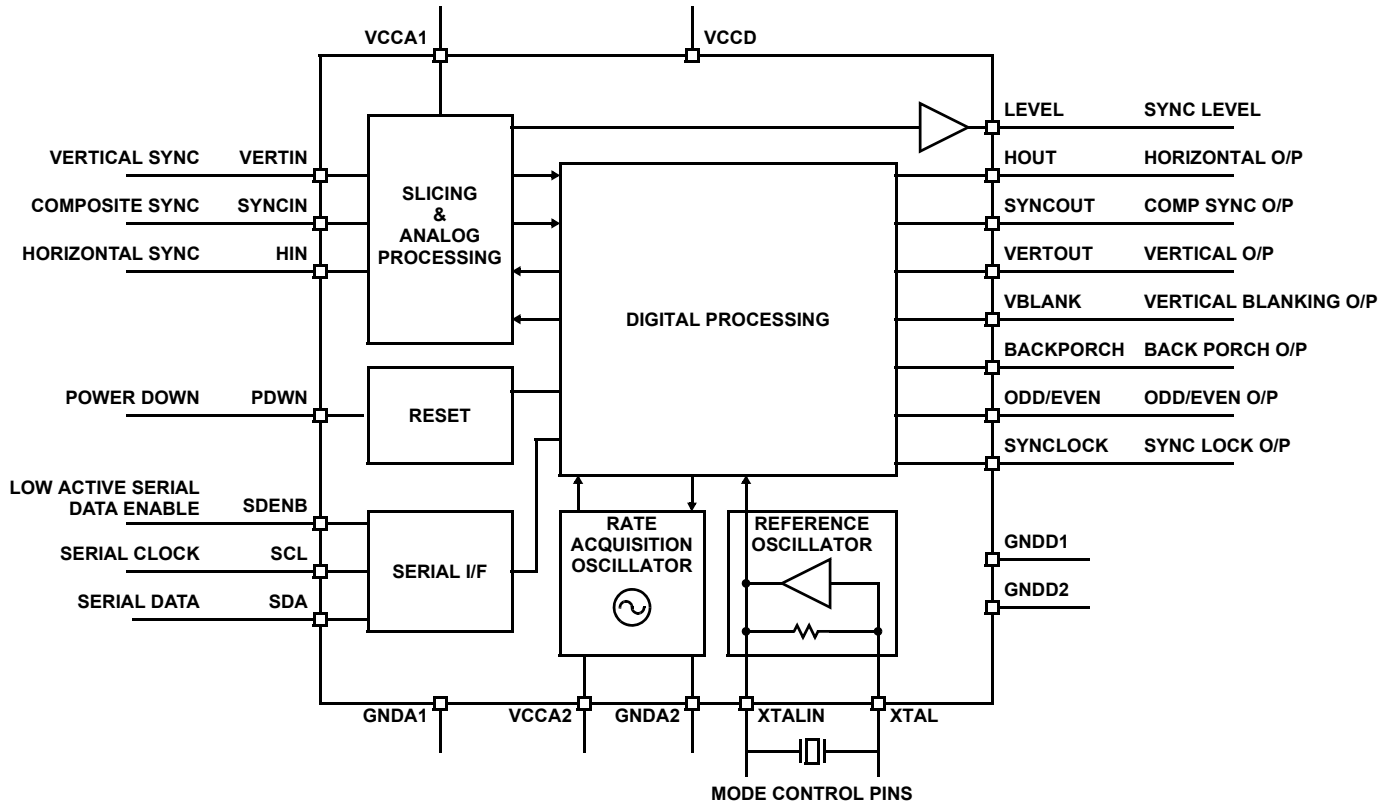 VCCA1
VCCD
VERTICAL SYNC VERTIN
COMPOSITE SYNC SYNCIN
HORIZONTAL SYNC HIN
SLICING
&
ANALOG
PROCESSING
DIGITAL PROCESSING
LEVEL SYNC LEVEL
HOUT HORIZONTAL O/P
SYNCOUT COMP SYNC O/P
VERTOUT VERTICAL O/P
VBLANK VERTICAL BLANKING O/P
BACKPORCH BACK PORCH O/P
ODD/EVEN ODD/EVEN O/P
SYNCLOCK SYNC LOCK O/P
POWER DOWN PDWN
RESET
LOW ACTIVE SERIAL
DATA ENABLE SDENB
SERIAL CLOCK SCL
SERIAL DATA SDA
SERIAL I/F
RATE
ACQUISITION
OSCILLATOR
REFERENCE
OSCILLATOR
GNDD1
GNDD2
GNDA1
VCCA2
GNDA2
XTALIN
XTAL
MODE CONTROL PINS